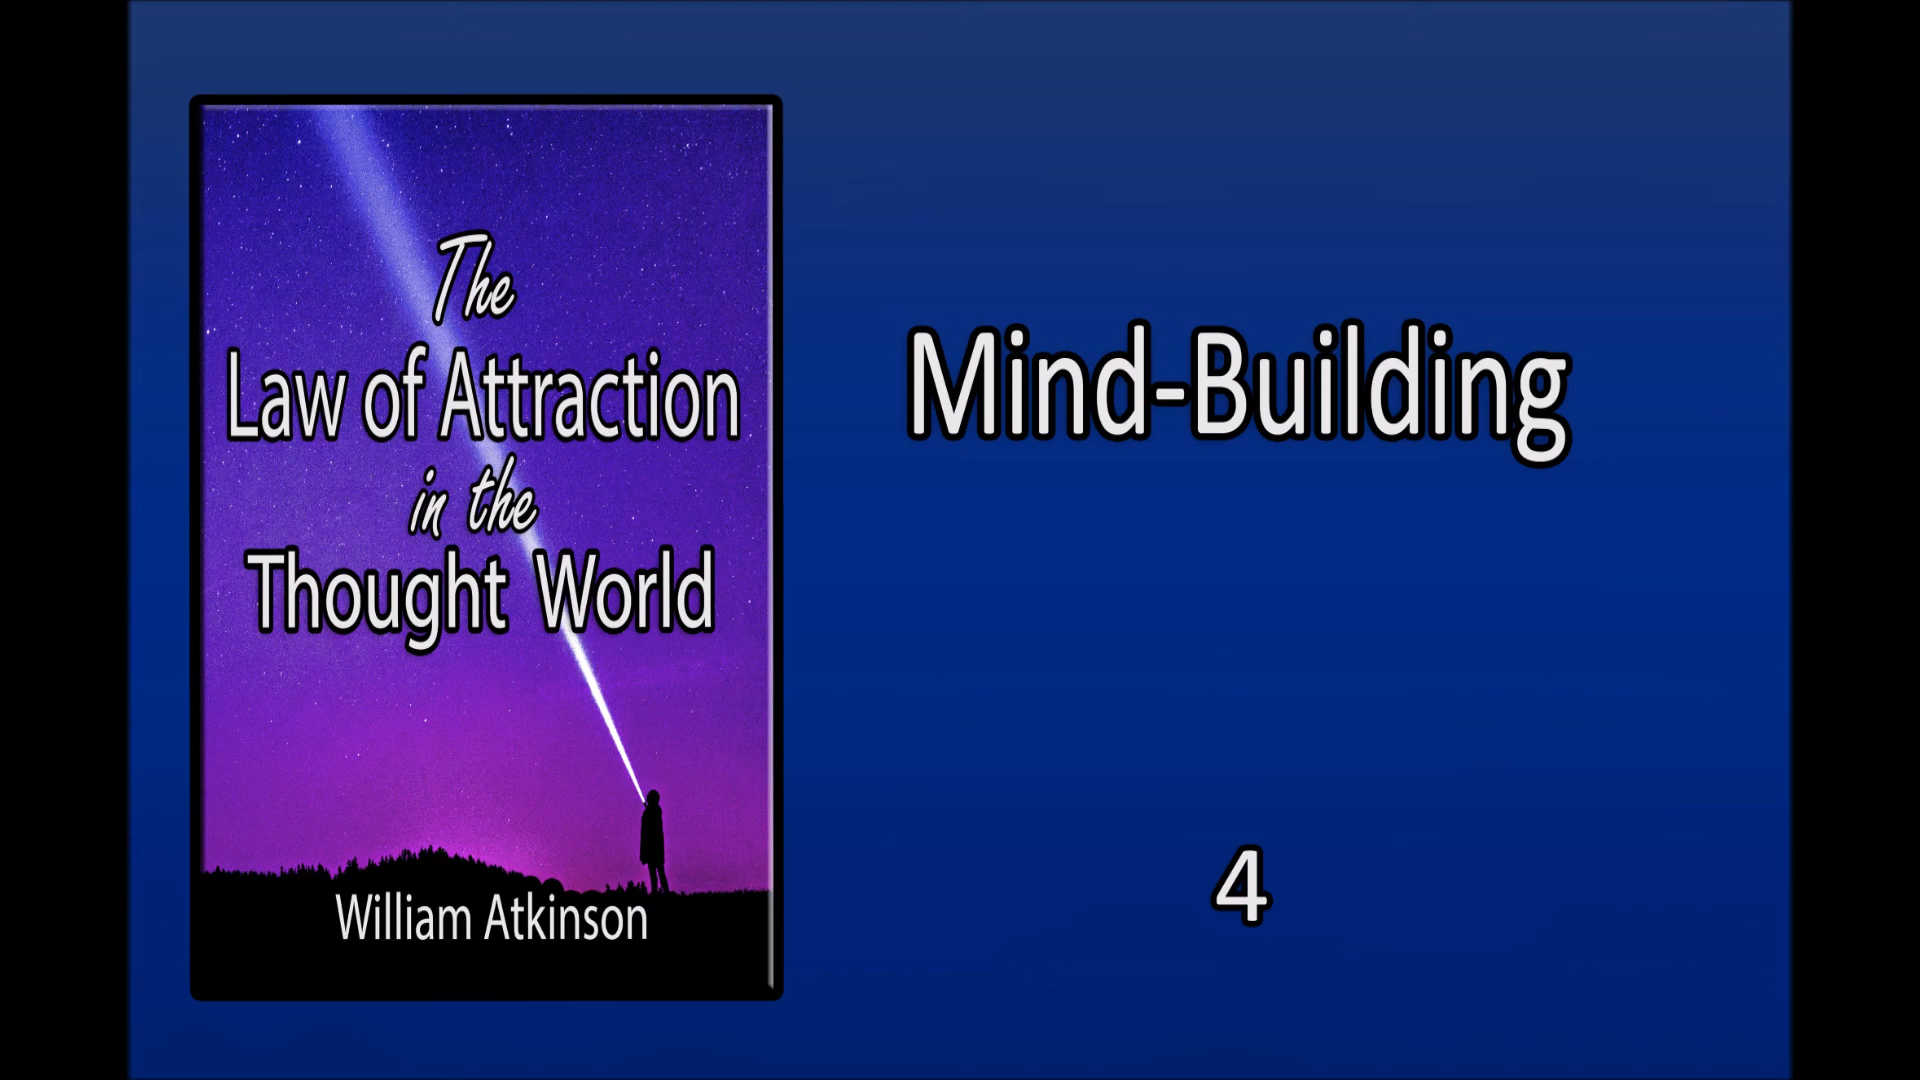 The
Law of Attraction
in the
Thought World
William Atkinson
Mind-Building
4